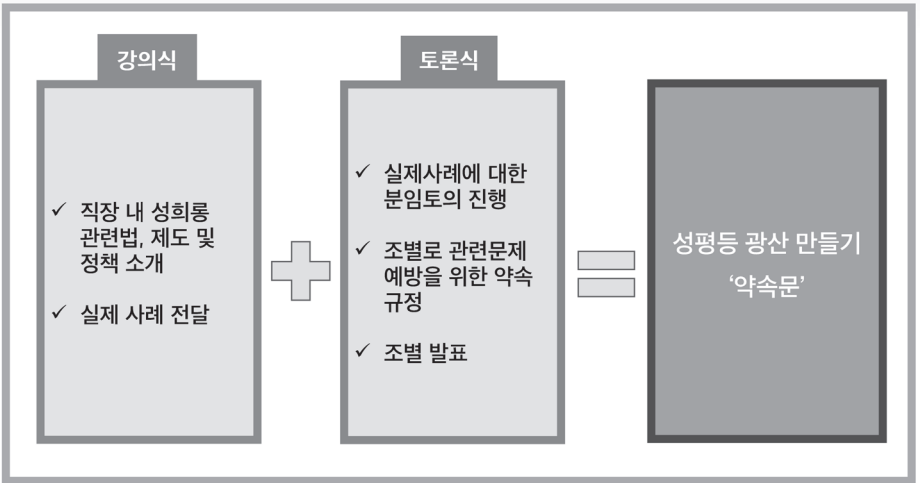 강의식
✓ 직장 내 성희롱
관련법, 제도 및
정책 소개
✓ 실제 사례 전달
토론식
✓ 실제사례에 대한
분임토의 진행
✓ 조별로 관련문제
예방을 위한 약속
규정
✓ 조별 발표
성평등 광산 만들기
‘약속문’